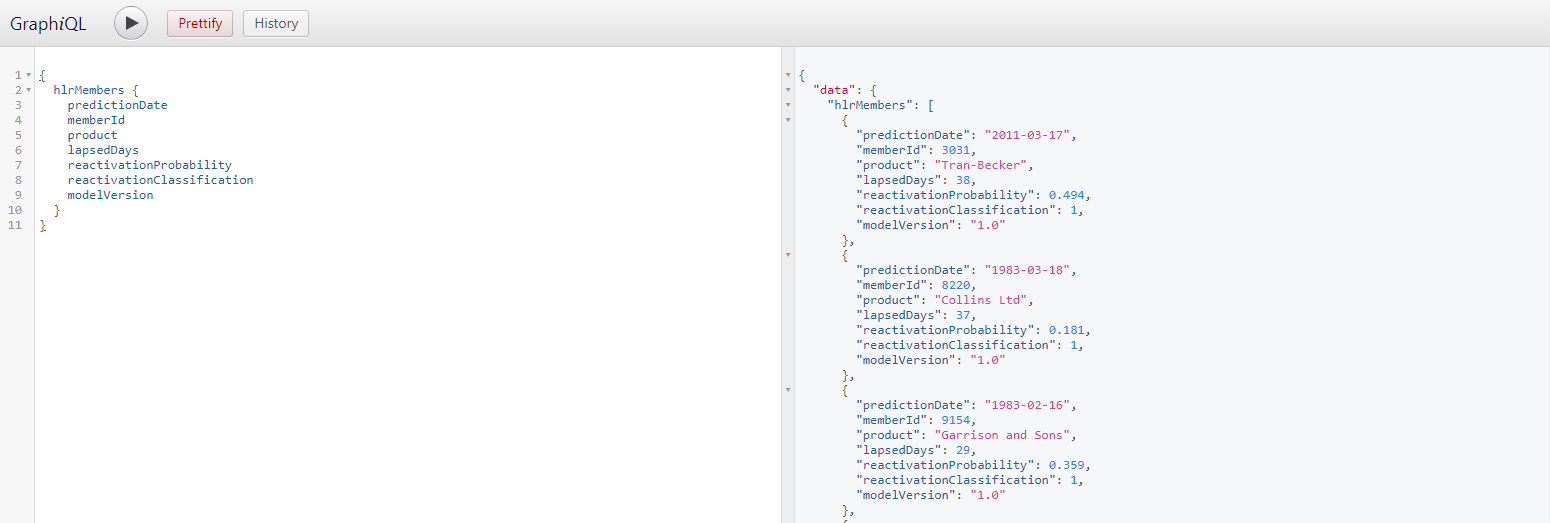 GraphiQL Prettify History
1 {
2 hlrMembers {
3 predictionDate
4 memberId
5 product
6 lapsedDays
7 reactivationProbability
8 reactivationClassification
9 modelVersion
10 }
11 }
{
"data": {
"hlrMembers": [
{
"predictionDate": "2011-03-17",
"memberId": 3031,
"product": "Tran-Becker",
"lapsedDays": 38,
"reactivationProbability": 0.494,
"reactivationClassification": 1,
"modelVersion": "1.0"
},
{
"predictionDate": "1983-03-18",
"memberId": 8220,
"product": "Collins Ltd",
"lapsedDays": 37,
"reactivationProbability": 0.181,
"reactivationClassification": 1,
"modelVersion": "1.0"
},
{
"predictionDate": "1983-02-16",
"memberId": 9154,
"product": "Garrison and Sons",
"lapsedDays": 29,
"reactivationProbability": 0.359,
"reactivationClassification": 1,
"modelVersion": "1.0"
},
{